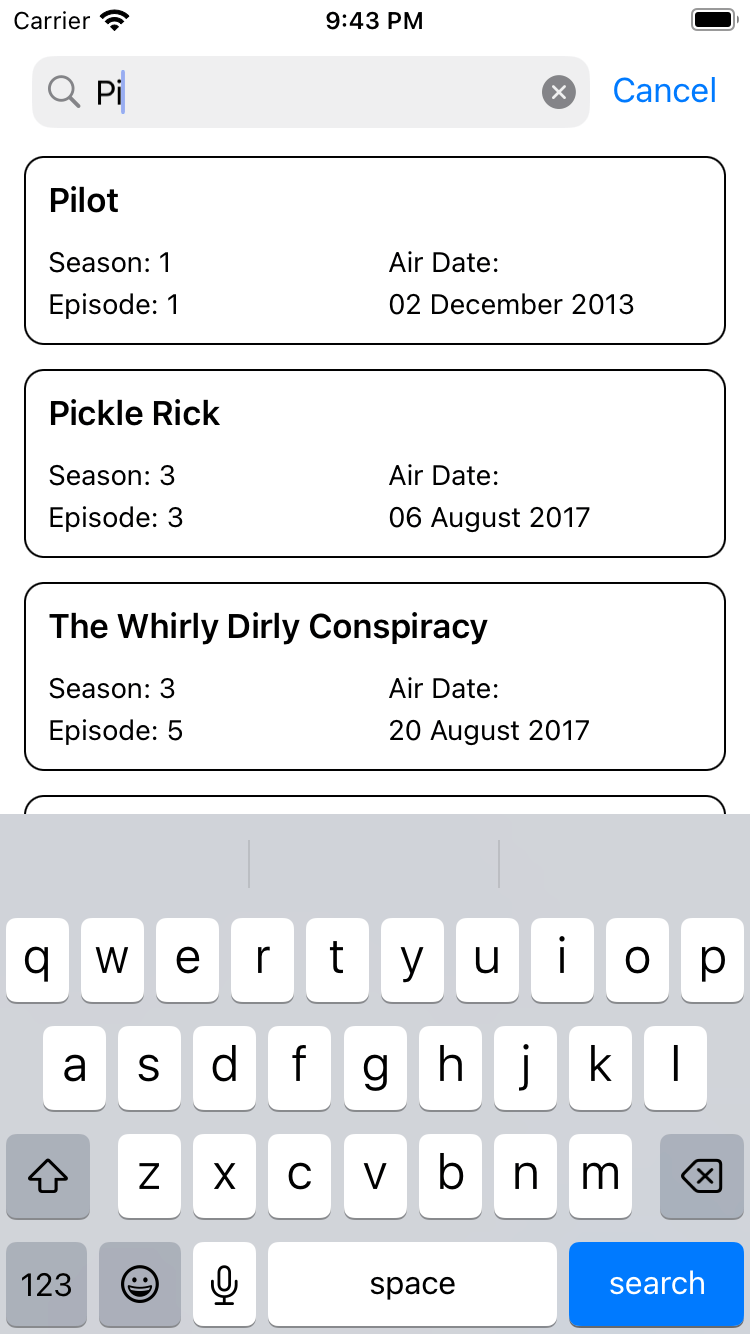 Carrier 9:43 PM
Pi Cancel
Pilot
Season: 1 Air Date:
Episode: 1 02 December 2013
Pickle Rick
Season: 3 Air Date:
Episode: 3 06 August 2017
The Whirly Dirly Conspiracy
Season: 3 Air Date:
Episode: 5 20 August 2017
q w e r t y u i o p
a s d f g h j k l
z x c v b n m
123 space search